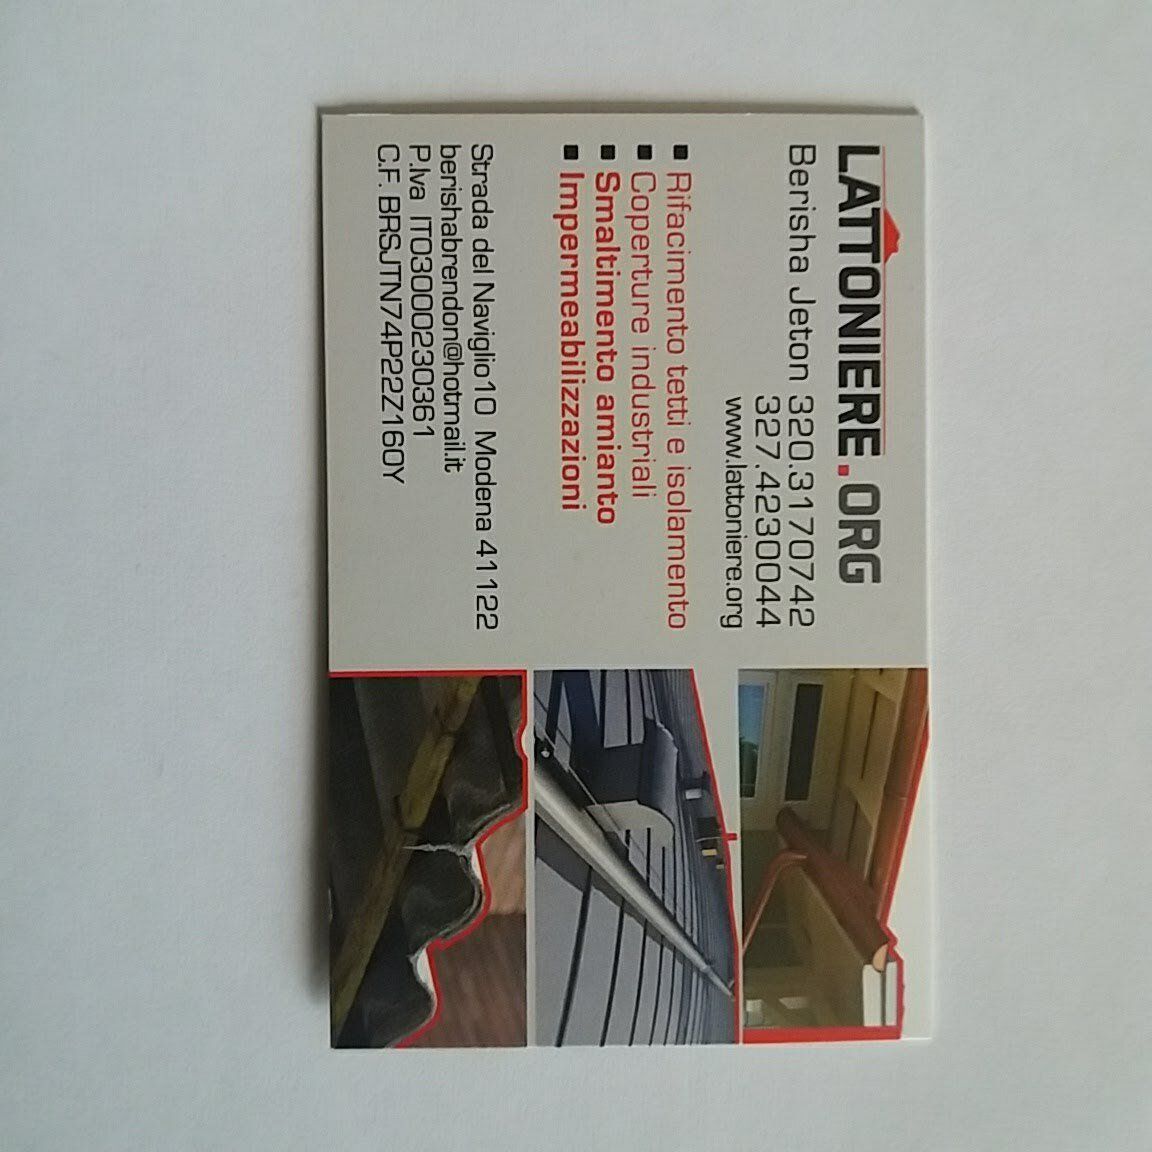 LATTONIERE.ORG
Berisha Jeton 320.3170742
327.4230044
www.lattoniere.org
▪ Rifacimento tetti e isolamento
▪ Coperture industriali
▪ Smaltimento amianto
▪ Impermeabilizzazioni
Strada del Naviglio10 Modena 41122
berishabrendon@hotmail.it
P.Iva IT03000230361
C.F. BRSJTN74P22Z160Y